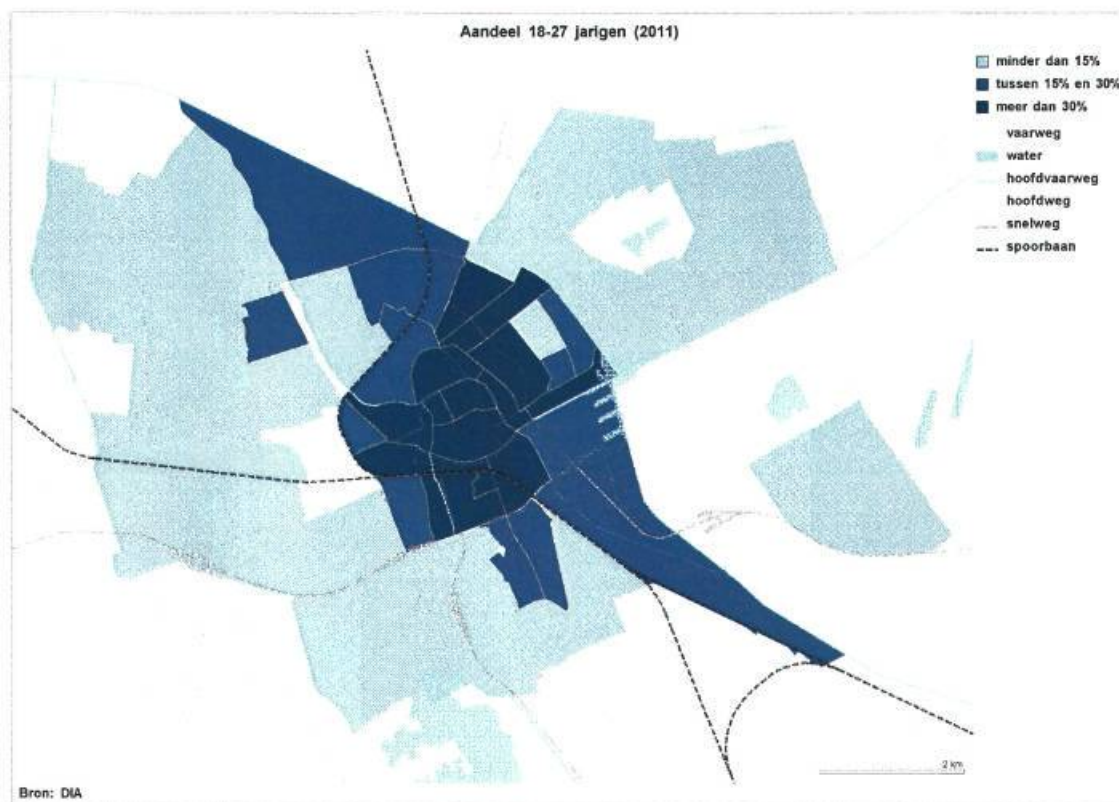 Aandeel 18-27 jarigen (2011)
minder dan 15%
tussen 15% en 30%
meer dan 30%
vaarweg
water
hoofdvaarweg
hoofdweg
snelweg
spoorbaan
2 km
Bron: DIA